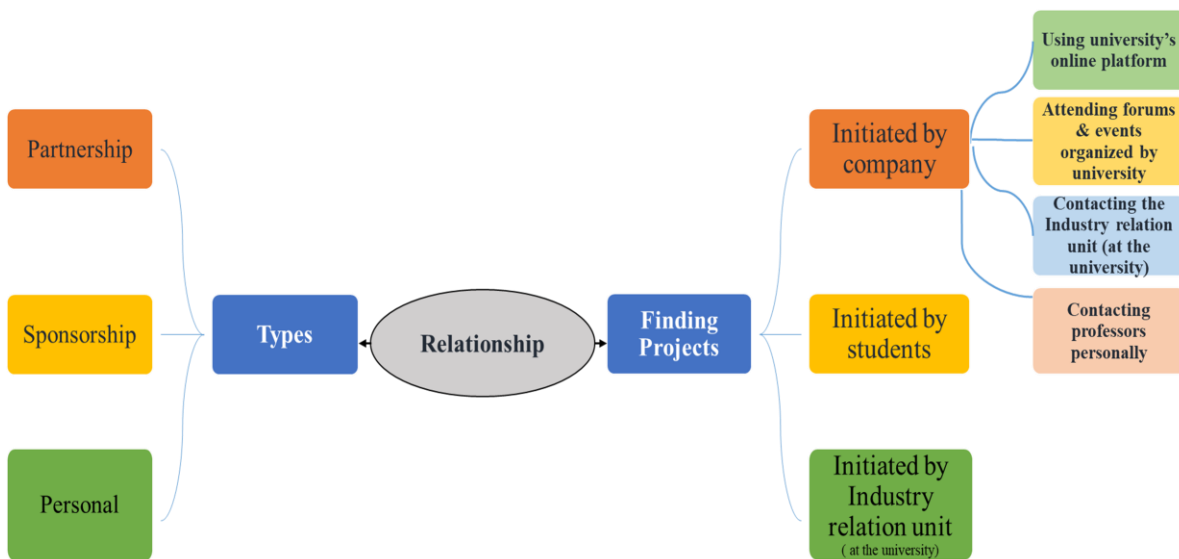 Partnership
Sponsorship
Personal
Types
Relationship
Finding
Projects
Initiated by
company
Initiated by
students
Initiated by
Industry
relation unit
( at the university)
Using university’s
online platform
Attending forums
& events
organized by
university
Contacting the
Industry relation
unit (at the
university)
Contacting
professors
personally